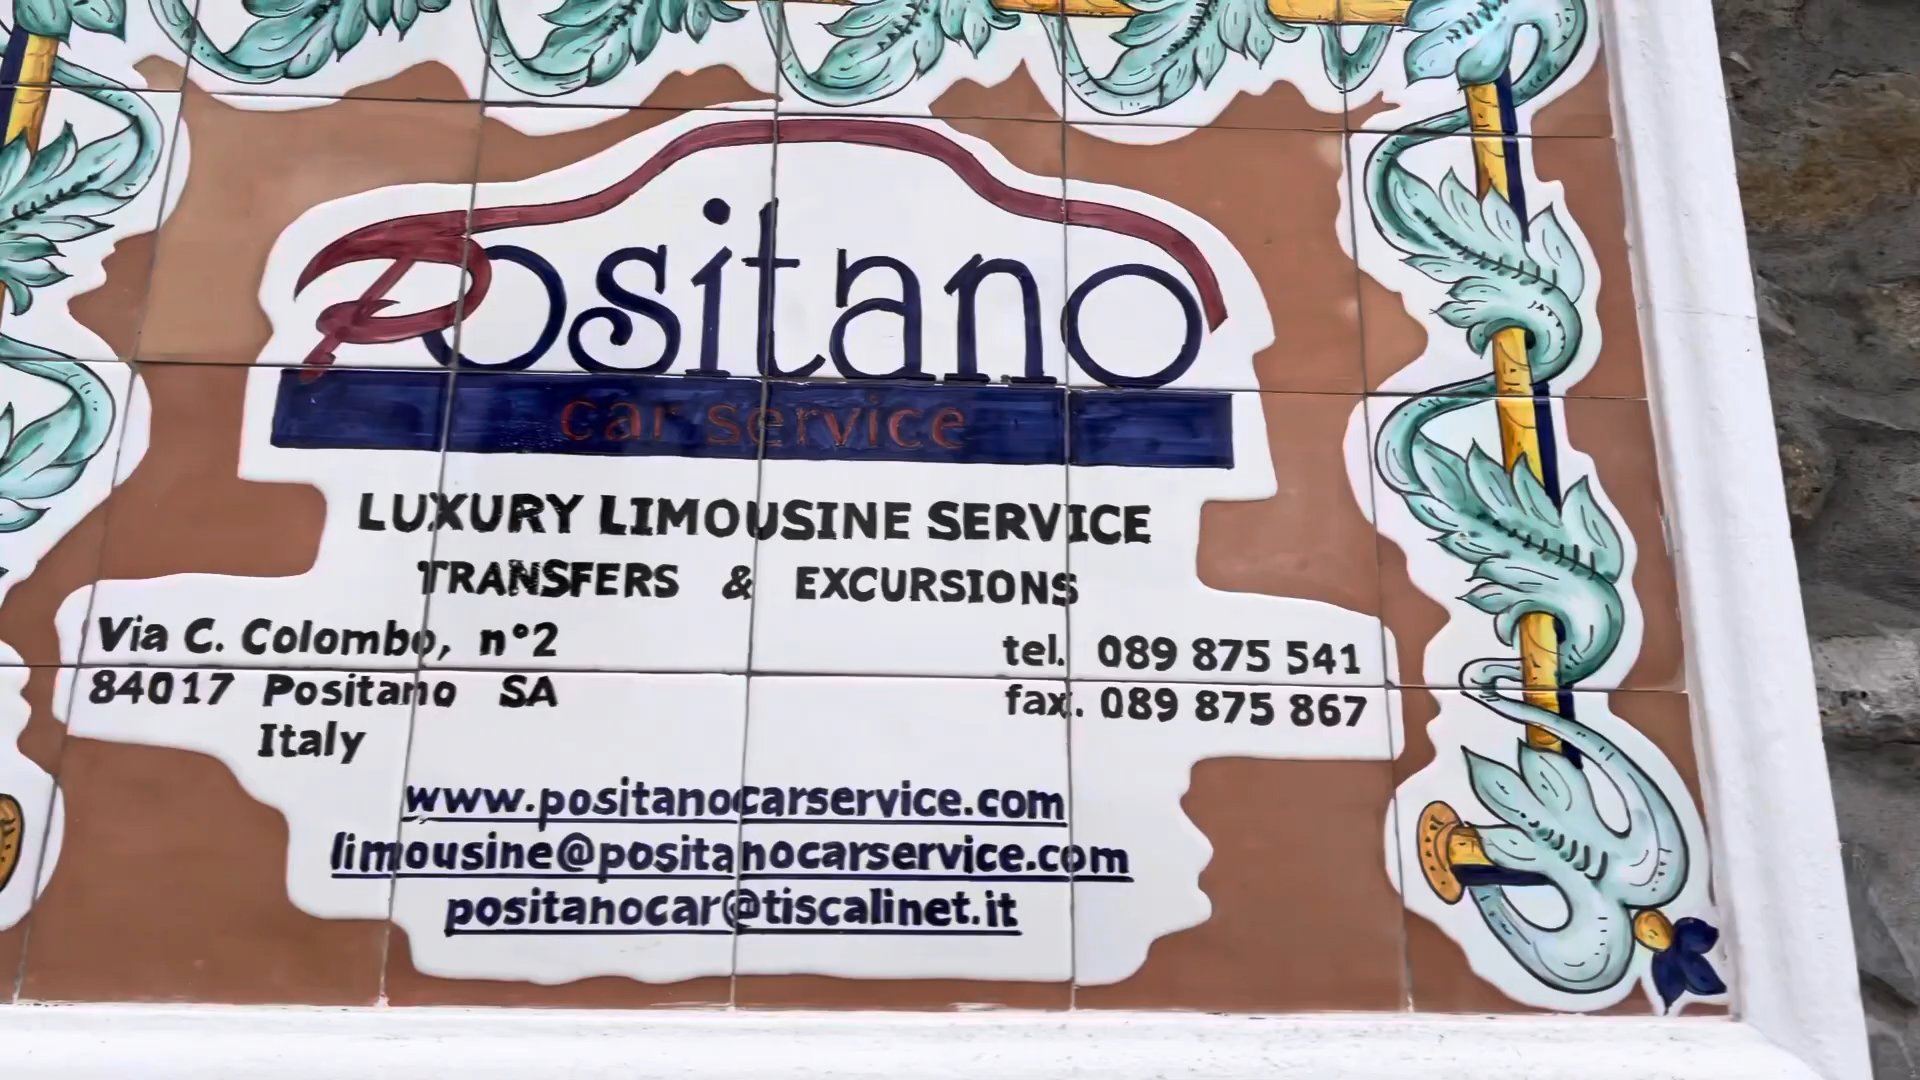 Positano
car service
LUXURY LIMOUSINE SERVICE
TRANSFERS & EXCURSIONS
Via C. Colombo, n°2
84017 Positano SA
Italy
tel. 089 875 541
fax. 089 875 867
www.positanocarservice.com
limousine@positanocarservice.com
positanocar@tiscalinet.it